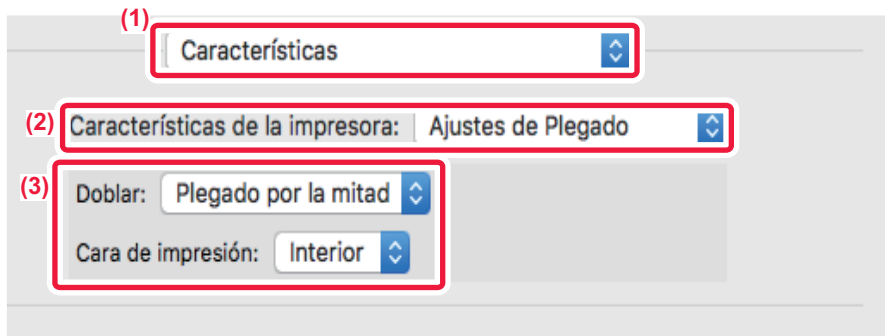 (1)
Características
(2) Características de la impresora: Ajustes de Plegado
(3) Doblar: Plegado por la mitad
Cara de impresión: Interior